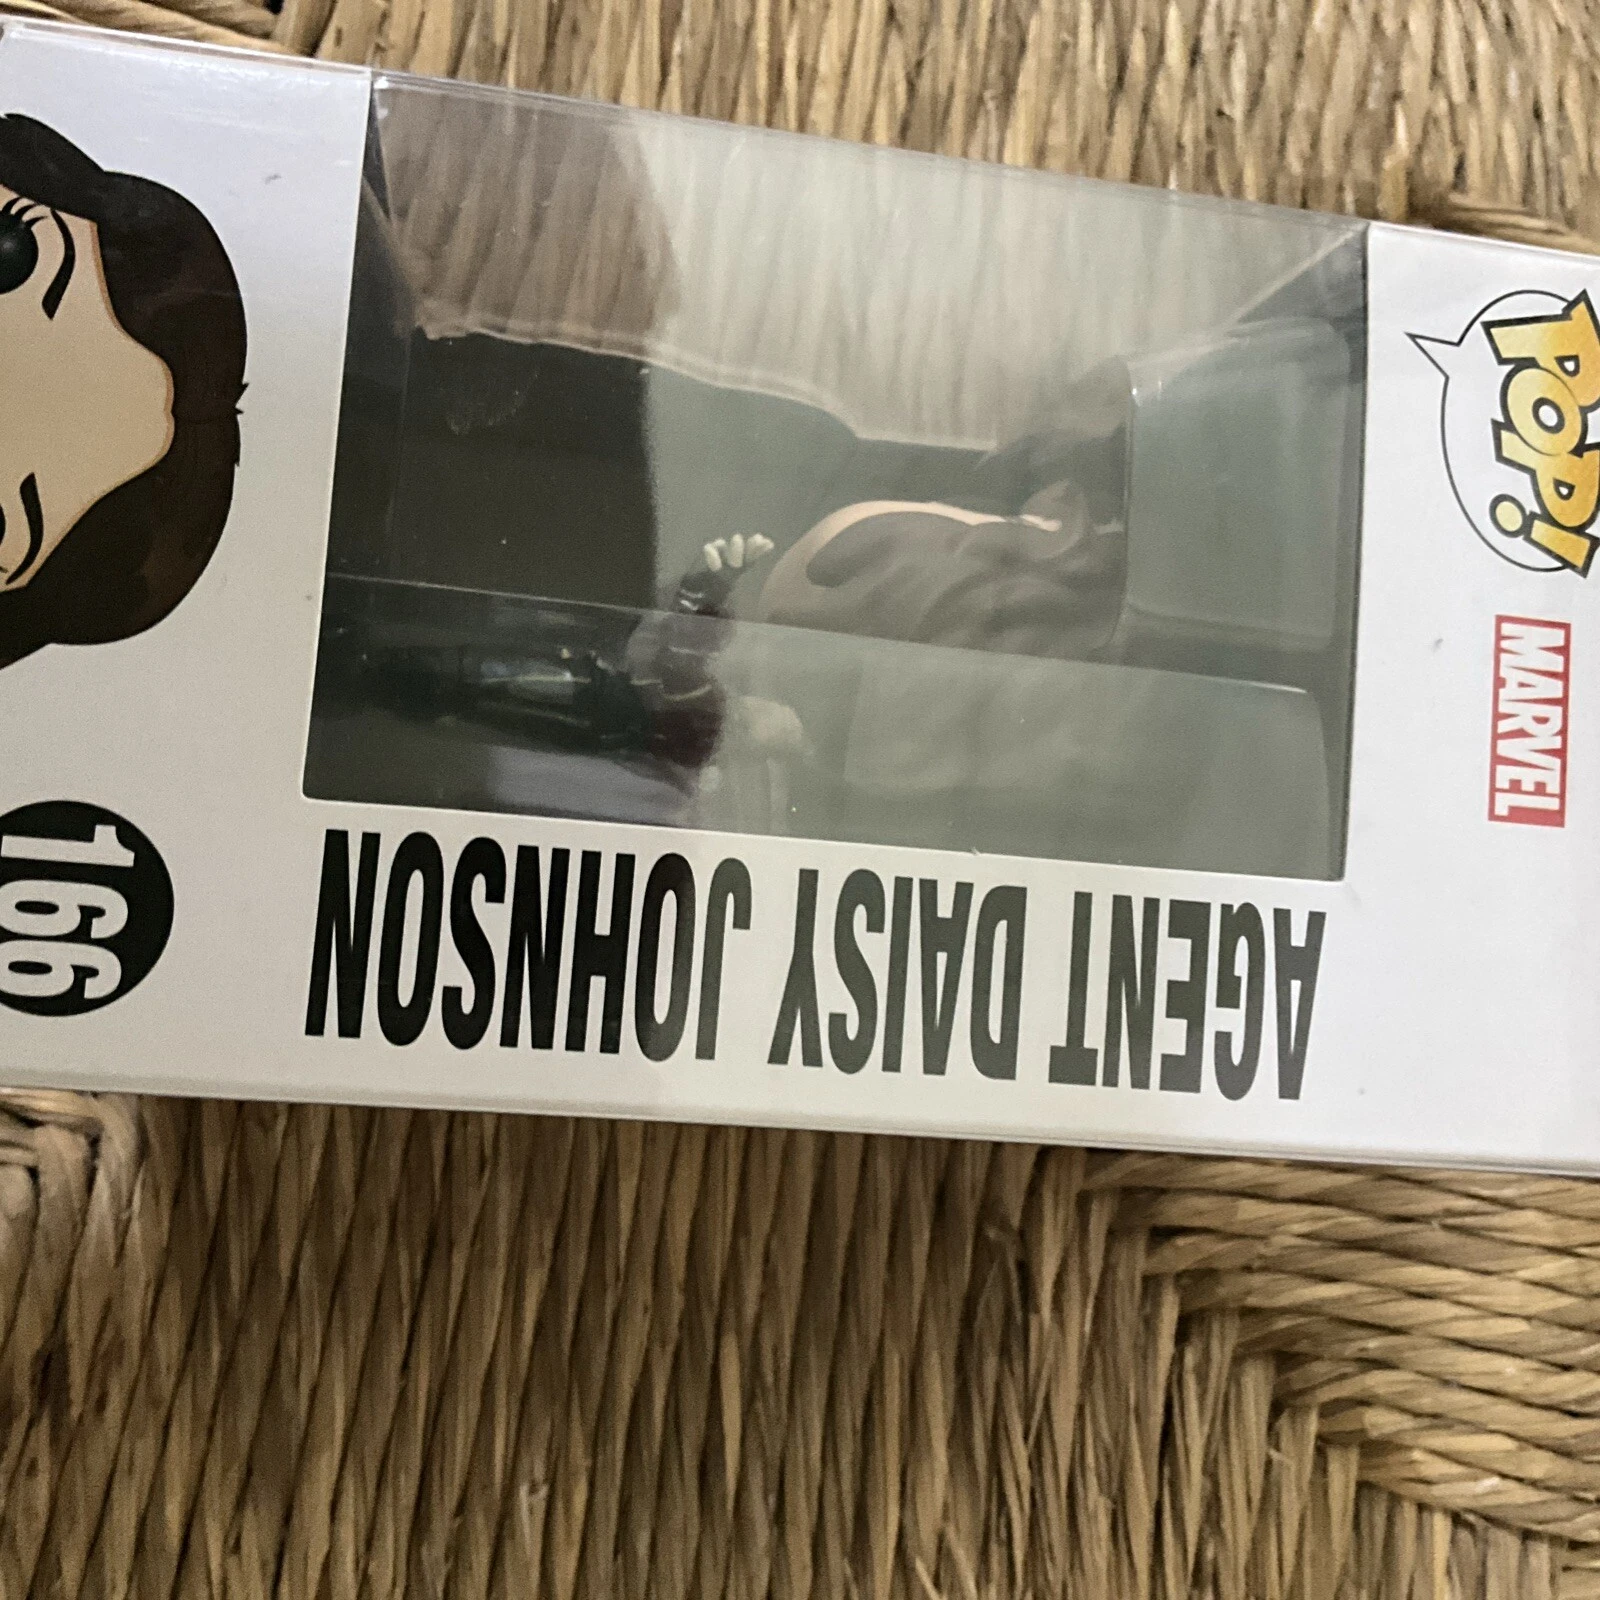 POP!
MARVEL
AGENT DAISY JOHNSON
166